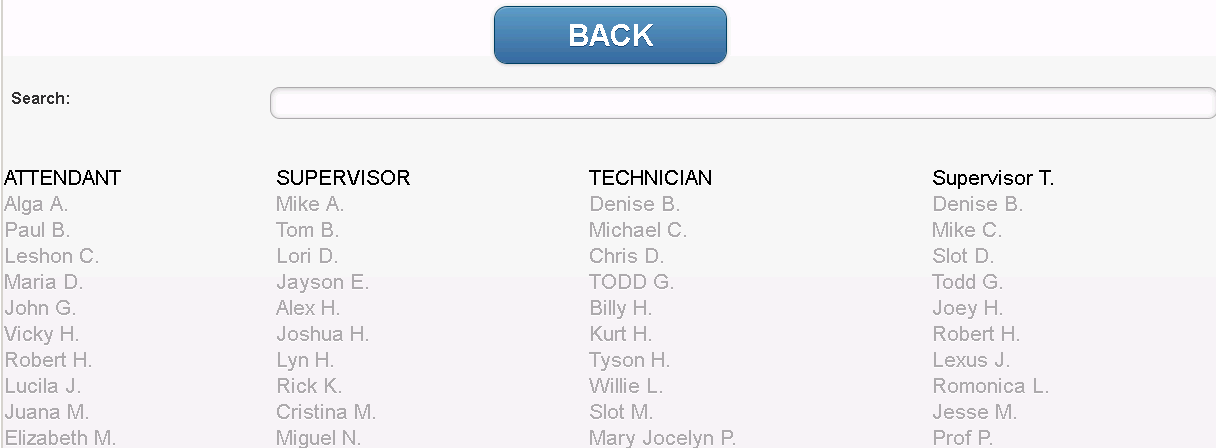 BACK
Search:
ATTENDANT SUPERVISOR TECHNICIAN Supervisor T.
Alga A. Mike A. Denise B. Denise B.
Paul B. Tom B. Michael C. Mike C.
Leshon C. Lori D. Chris D. Slot D.
Maria D. Jayson E. TODD G. Todd G.
John G. Alex H. Billy H. Joey H.
Vicky H. Joshua H. Kurt H. Robert H.
Robert H. Lyn H. Tyson H. Lexus J.
Lucila J. Rick K. Willie L. Romonica L.
Juana M. Cristina M. Slot M. Jesse M.
Elizabeth M. Miguel N. Mary Jocelyn P. Prof P.